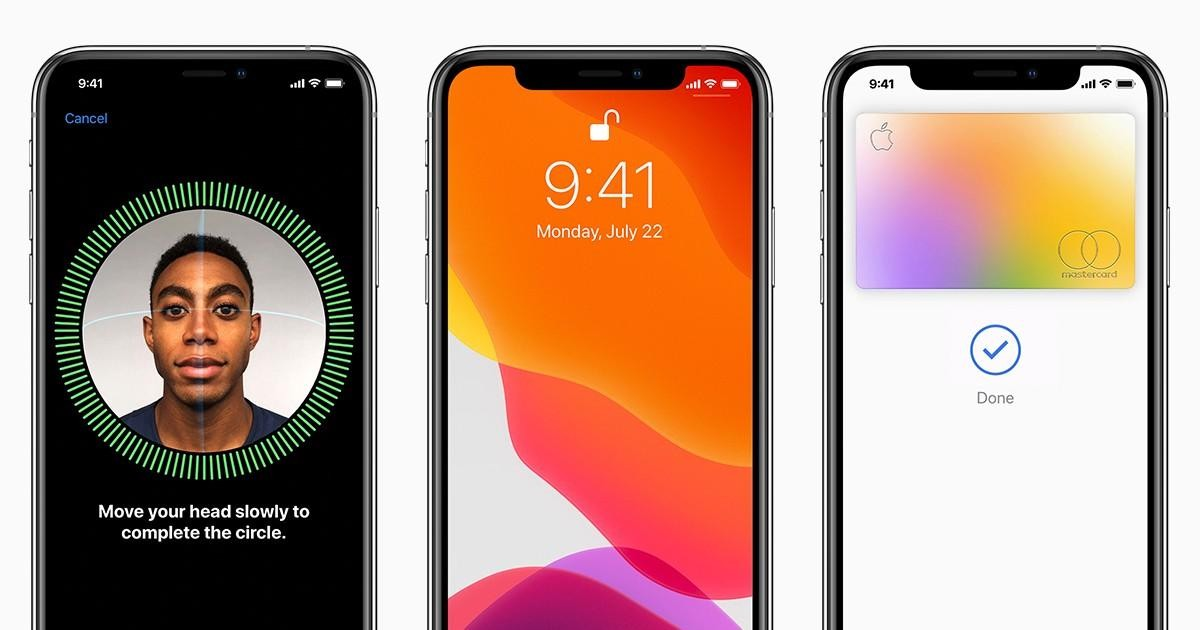 9:41
Cancel
Move your head slowly to
complete the circle.
9:41
Monday, July 22
9:41
mastercard
Done